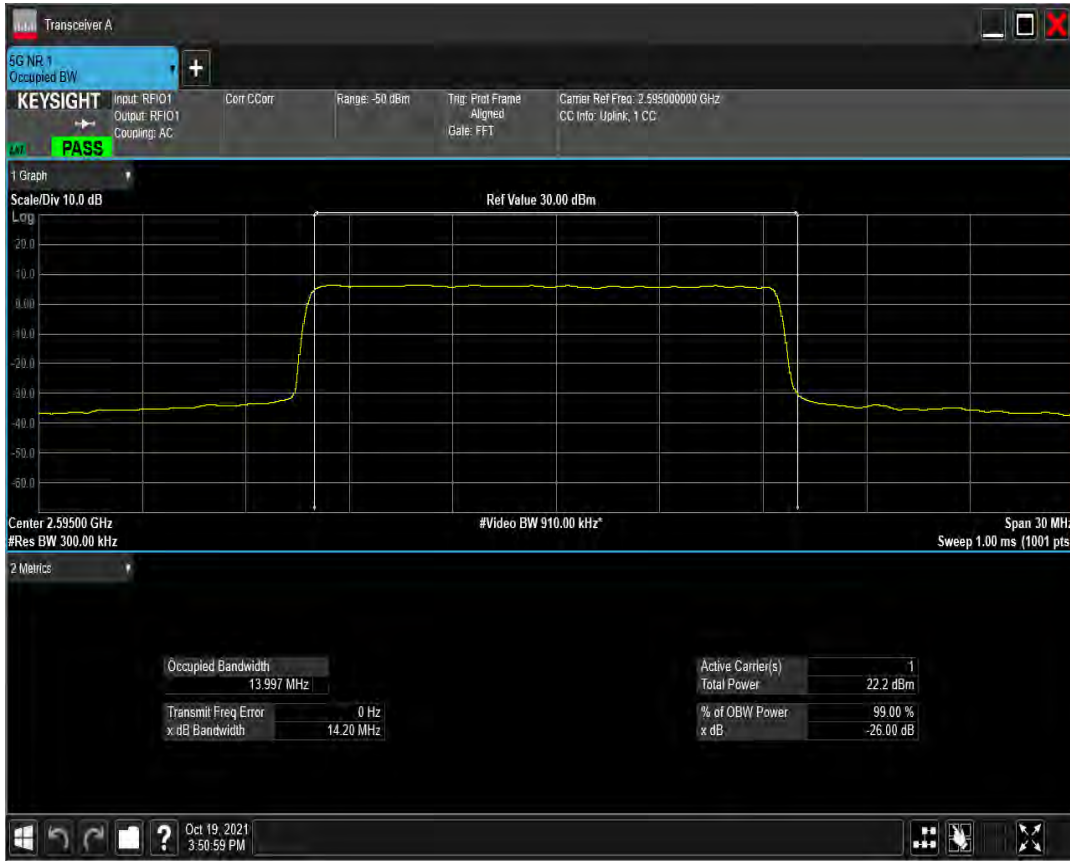 Transceiver A
5G NR 1
Occupied BW
KEYSIGHT
PASS
Input: RFIO1
Output: RFIO1
Coupling: AC
Corr CCorr
Range: -50 dBm
Trig: Prot Frame
Aligned
Gate: FFT
Carrier Ref Freq: 2.595000000 GHz
CC Info: Uplink, 1 CC
1 Graph
Scale/Div 10.0 dB
Ref Value 30.00 dBm
Log
20.0
10.0
0.00
-10.0
-20.0
-30.0
-40.0
-50.0
-60.0
Center 2.59500 GHz
#Video BW 910.00 kHz*
Span 30 MHz
#Res BW 300.00 kHz
Sweep 1.00 ms (1001 pts
2 Metrics
Occupied Bandwidth
13.997 MHz
Transmit Freq Error 0 Hz
x dB Bandwidth 14.20 MHz
Active Carrier(s) 1
Total Power 22.2 dBm
% of OBW Power 99.00 %
x dB -26.00 dB
?
Oct 19, 2021
3:50:59 PM